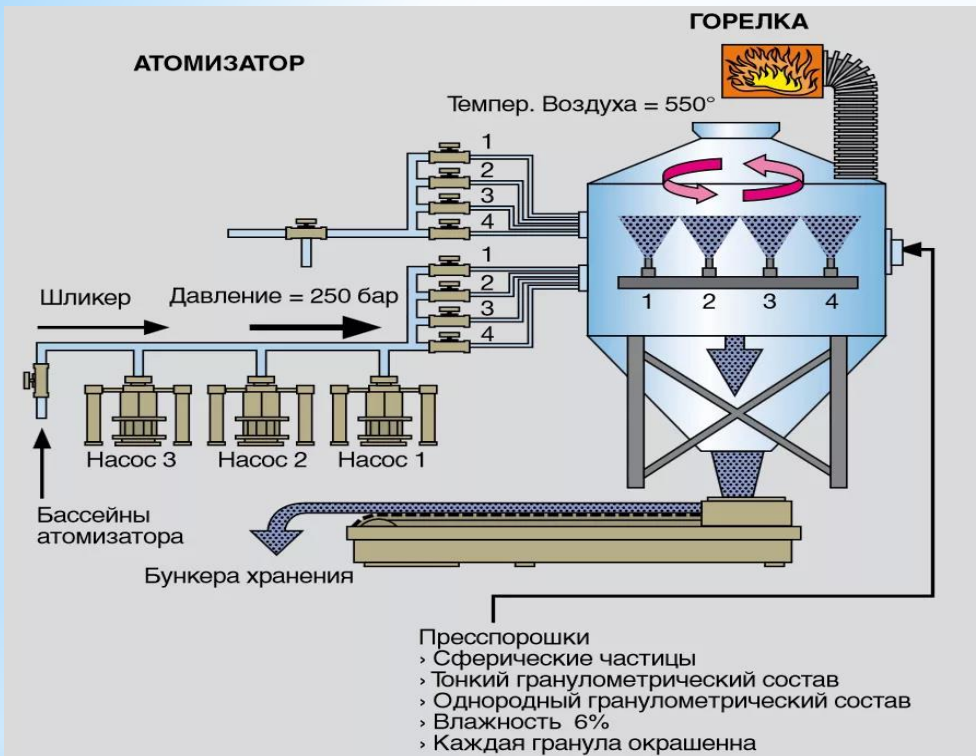 ГОРЕЛКА
АТОМИЗАТОР
Темпер. Воздуха = 550°
1
2
3
4
1
2
3
4
Шликер
Давление = 250 бар
1 2 3 4
Насос 3 Насос 2 Насос 1
Бассейны
атомизатора
Бункера хранения
Пресспорошки
› Сферические частицы
› Тонкий гранулометрический состав
› Однородный гранулометрический состав
› Влажность 6%
› Каждая гранула окрашенна